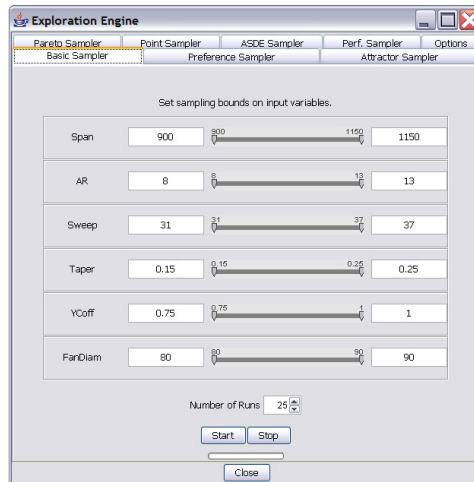 Exploration Engine
Pareto Sampler Point Sampler ASDE Sampler Perf. Sampler Options
Basic Sampler Preference Sampler Attractor Sampler
Set sampling bounds on input variables.
Span 900 900 1150 1150
AR 8 8 13 13
Sweep 31 31 37 37
Taper 0.15 0.15 0.25 0.25
YCoff 0.75 0.75 1 1
FanDiam 80 80 90 90
Number of Runs 25
Start Stop
Close